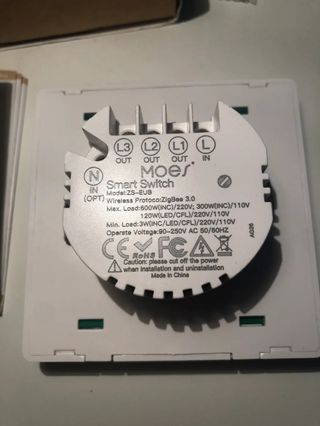 L3 L2 L1 L
OUT OUT OUT IN
MOES
N
IN
(OPT)
Smart Switch
Model:ZS-EUB
Wireless Protoco:ZigBee 3.0
Max. Load:600W(INC)/220V; 300W(INC)/110V
120W(LED/CFL)/220V/110V
Min. Load:3W(INC/LED/CFL)/220V/110V
Operate Voltage:90-250V AC 50/60HZ
CE RoHS FC
Caution: please cut off the power
when installation and uninstallation
Made In China